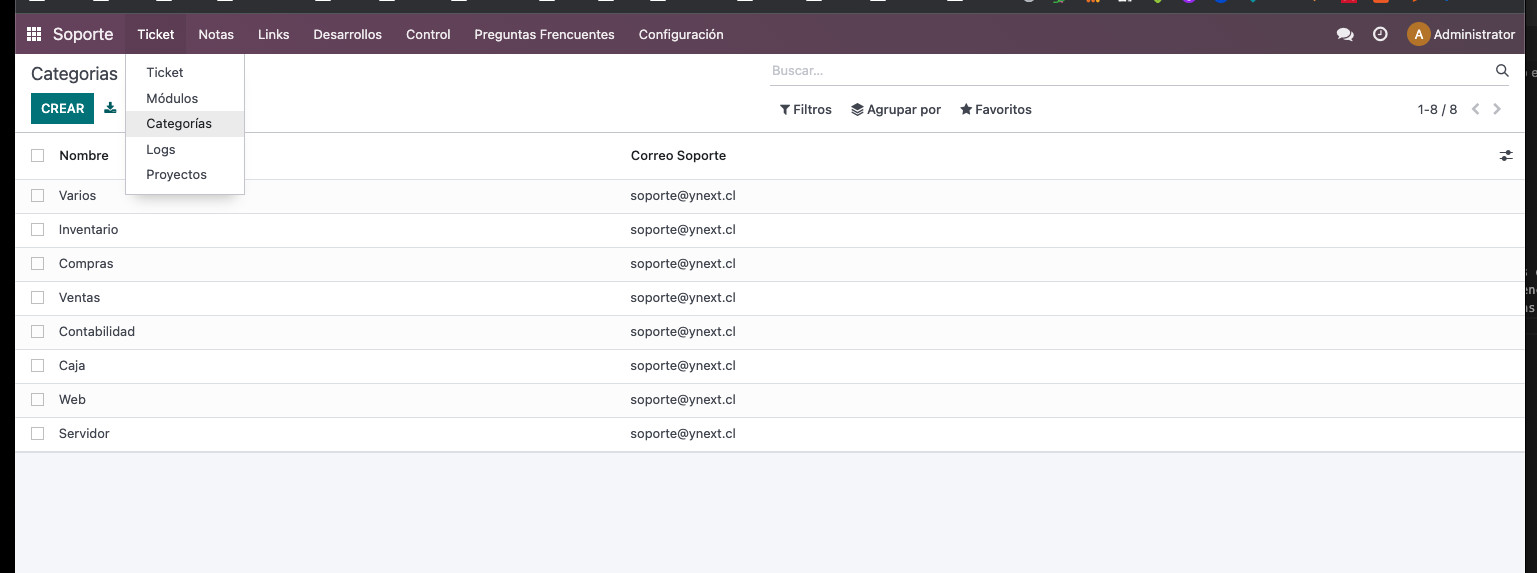 Soporte Ticket Notas Links Desarrollos Control Preguntas Frencuentes Configuración A Administrator
Categorias
Buscar...
Ticket
Módulos
Categorías
Logs
Proyectos
CREAR
Filtros Agrupar por Favoritos 1-8 / 8
Nombre Correo Soporte
Varios soporte@ynext.cl
Inventario soporte@ynext.cl
Compras soporte@ynext.cl
Ventas soporte@ynext.cl
Contabilidad soporte@ynext.cl
Caja soporte@ynext.cl
Web soporte@ynext.cl
Servidor soporte@ynext.cl